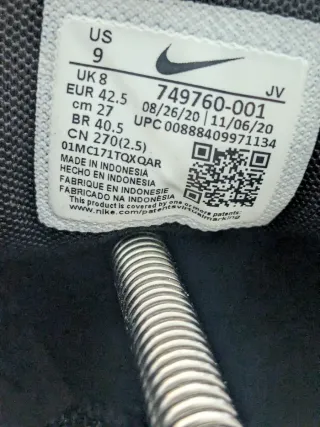 US
9
UK 8
EUR 42.5
cm 27
BR 40.5
CN 270(2.5)
749760-001
JV
08/26/20 | 11/06/20
UPC 00888409971134
01MC171TQXQAR
MADE IN INDONESIA
HECHO EN INDONESIA
FABRIQUE EN INDONESIE
FABRICADO NA INDONÉSIA
This product is covered by one or more patents:
www.nike.com/patentsvirtualmarking